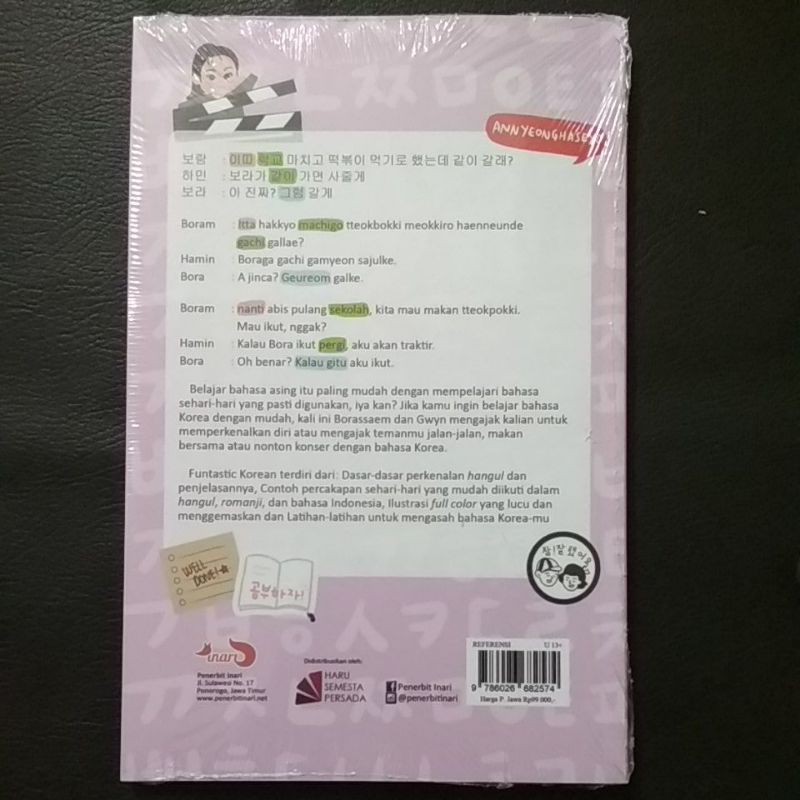 ANNYEONGHASE
보람 : 이따 학교 마치고 떡볶이 먹기로 했는데 같이 갈래?
하민 : 보라가 같이 가면 사줄게
보라 : 아 진짜? 그럼 갈게
Boram : Itta hakkyo machigo tteokbokki meokkiro haenneunde
gachi gallae?
Hamin : Boraga gachi gamyeon sajulke.
Bora : A jinca? Geureom galke.
Boram : nanti abis pulang sekolah, kita mau makan tteokpokki.
Mau ikut, nggak?
Hamin : Kalau Bora ikut pergi, aku akan traktir.
Bora : Oh benar? Kalau gitu aku ikut.
Belajar bahasa asing itu paling mudah dengan mempelajari bahasa
sehari-hari yang pasti digunakan, iya kan? Jika kamu ingin belajar bahasa
Korea dengan mudah, kali ini Borassaem dan Gwyn mengajak kalian untuk
memperkenalkan diri atau mengajak temanmu jalan-jalan, makan
bersama atau nonton konser dengan bahasa Korea.
Funtastic Korean terdiri dari: Dasar-dasar perkenalan hangul dan
penjelasannya, Contoh percakapan sehari-hari yang mudah diikuti dalam
hangul, romanji, dan bahasa Indonesia, Ilustrasi full color yang lucu dan
menggemaskan dan Latihan-latihan untuk mengasah bahasa Korea-mu
WELL-
DONE!
공부하자!
참! 잘했어요
inari
Penerbit Inari
Jl. Sulawesi No. 17
Ponorogo, Jawa Timur
www.penerbitinari.net
Didistribusikan oleh:
HARU
SEMESTA
PERSADA
Penerbit Inari
@penerbitinari
REFERENSI U 13+
9 786026 682574
Harga P. Jawa Rp99.000,-